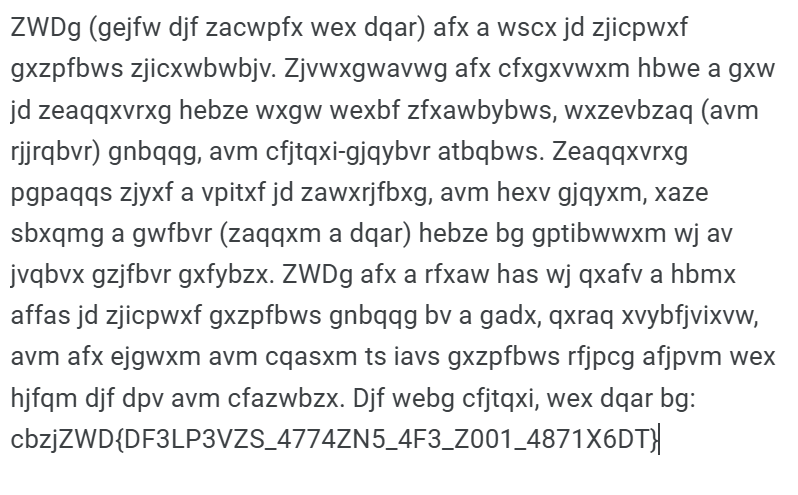 ZWDg (gejfw djf zacwpfx wex dqar) afx a wscx jd zjicpwxf
gxzpfbws zjicxwbwbjv. Zjvwxgwavwg afx cfxgxvwxm hbwe a gxw
jd zeaqqxvrxg hebze wxgw wexbf zfxawbybws, wxzevbzaq (avm
rjjrqbvr) gnbqqg, avm cfjtqxi-gjqybvr atbqbws. Zeaqqxvrxg
pgpaqqs zjyxf a vpitxf jd zawxrjfbxg, avm hexv gjqyxm, xaze
sbxqmg a gwfbvr (zaqqxm a dqar) hebze bg gptibwwxm wj av
jvqbvx gzjfbvr gxfybzx. ZWDg afx a rfxaw has wj qxafv a hbmx
affas jd zjicpwxf gxzpfbws gnbqqg bv a gadx, qxraq xvybfjvixvw,
avm afx ejgwxm avm cqasxm ts iavs gxzpfbws rfjpcg afjpvm wex
hjfqm djf dpv avm cfazwbzx. Djf webg cfjtqxi, wex dqar bg:
cbzjZWD{DF3LP3VZS_4774ZN5_4F3_Z001_4871X6DT}